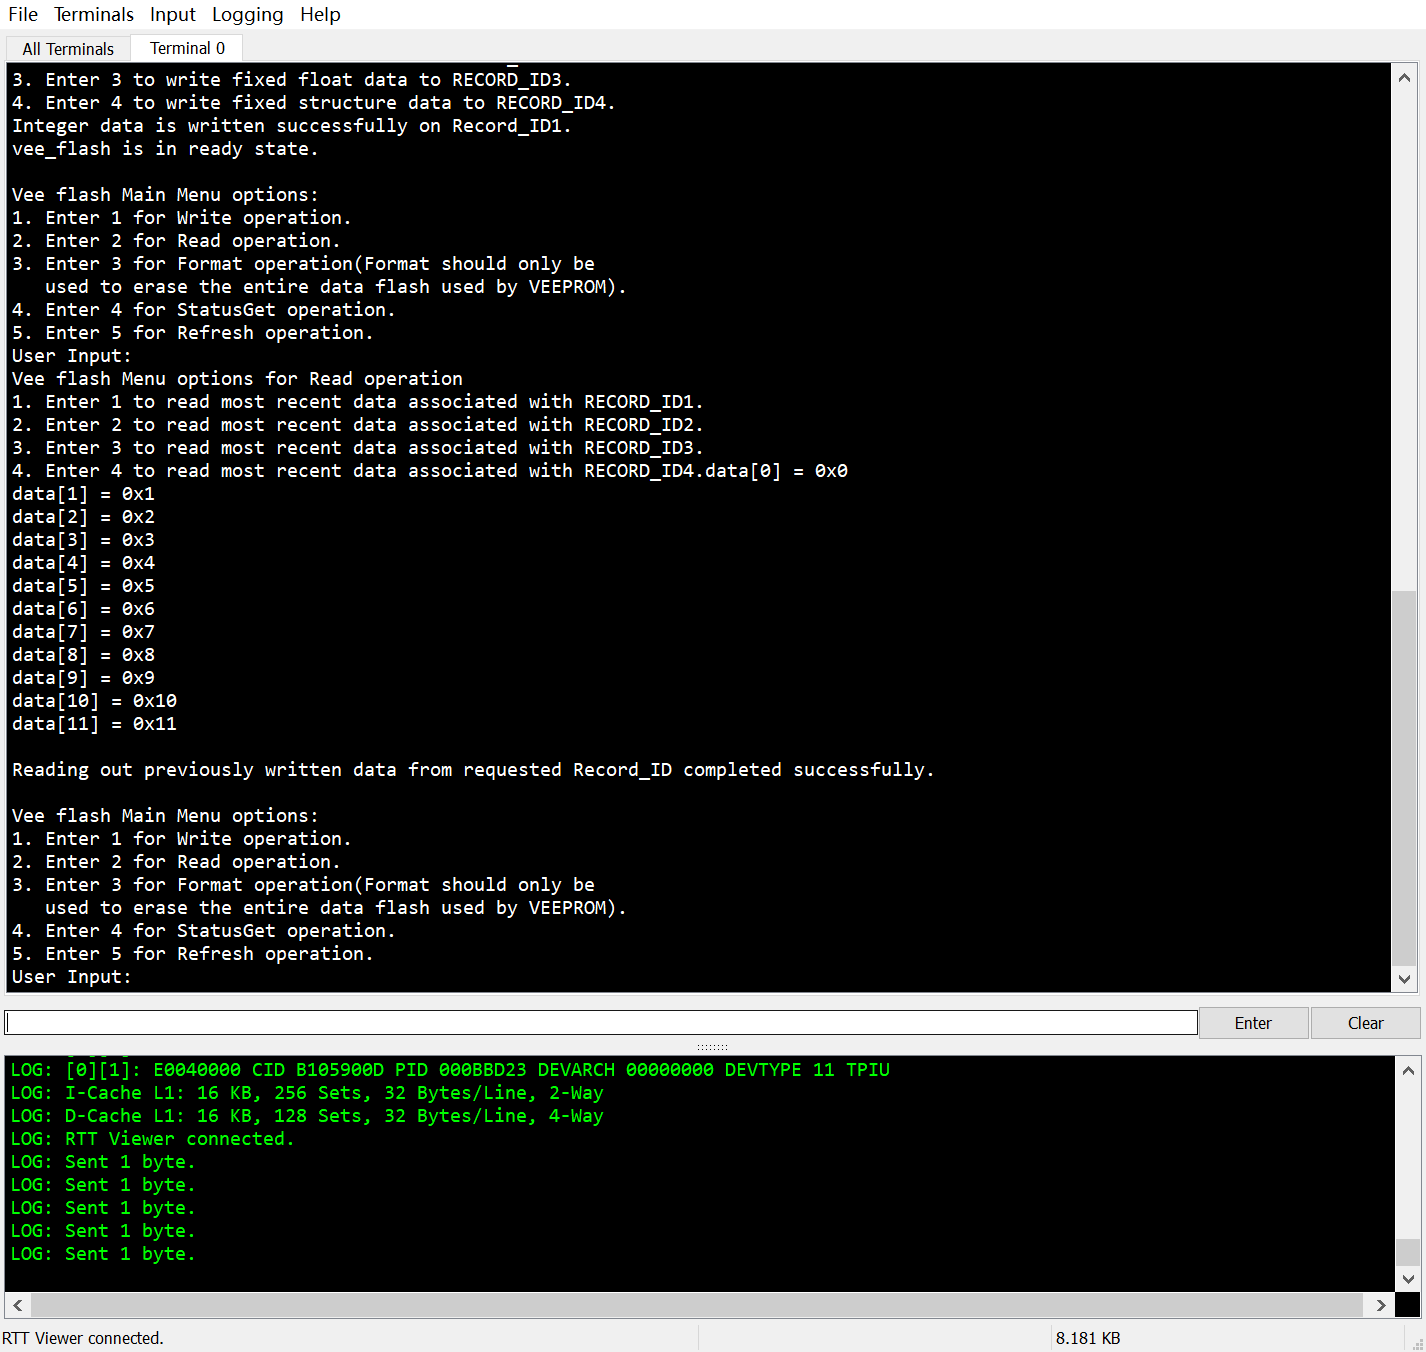 File Terminals Input Logging Help
All Terminals Terminal 0
3. Enter 3 to write fixed float data to RECORD_ID3.
4. Enter 4 to write fixed structure data to RECORD_ID4.
Integer data is written successfully on Record_ID1.
vee_flash is in ready state.
Vee flash Main Menu options:
1. Enter 1 for Write operation.
2. Enter 2 for Read operation.
3. Enter 3 for Format operation(Format should only be
   used to erase the entire data flash used by VEEPROM).
4. Enter 4 for StatusGet operation.
5. Enter 5 for Refresh operation.
User Input:
Vee flash Menu options for Read operation
1. Enter 1 to read most recent data associated with RECORD_ID1.
2. Enter 2 to read most recent data associated with RECORD_ID2.
3. Enter 3 to read most recent data associated with RECORD_ID3.
4. Enter 4 to read most recent data associated with RECORD_ID4.data[0] = 0x0
data[1] = 0x1
data[2] = 0x2
data[3] = 0x3
data[4] = 0x4
data[5] = 0x5
data[6] = 0x6
data[7] = 0x7
data[8] = 0x8
data[9] = 0x9
data[10] = 0x10
data[11] = 0x11
Reading out previously written data from requested Record_ID completed successfully.
Vee flash Main Menu options:
1. Enter 1 for Write operation.
2. Enter 2 for Read operation.
3. Enter 3 for Format operation(Format should only be
   used to erase the entire data flash used by VEEPROM).
4. Enter 4 for StatusGet operation.
5. Enter 5 for Refresh operation.
User Input:
Enter Clear
LOG: [0][1]: E0040000 CID B105900D PID 000BBD23 DEVARCH 00000000 DEVTYPE 11 TPIU
LOG: I-Cache L1: 16 KB, 256 Sets, 32 Bytes/Line, 2-Way
LOG: D-Cache L1: 16 KB, 128 Sets, 32 Bytes/Line, 4-Way
LOG: RTT Viewer connected.
LOG: Sent 1 byte.
LOG: Sent 1 byte.
LOG: Sent 1 byte.
LOG: Sent 1 byte.
LOG: Sent 1 byte.
RTT Viewer connected. 8.181 KB